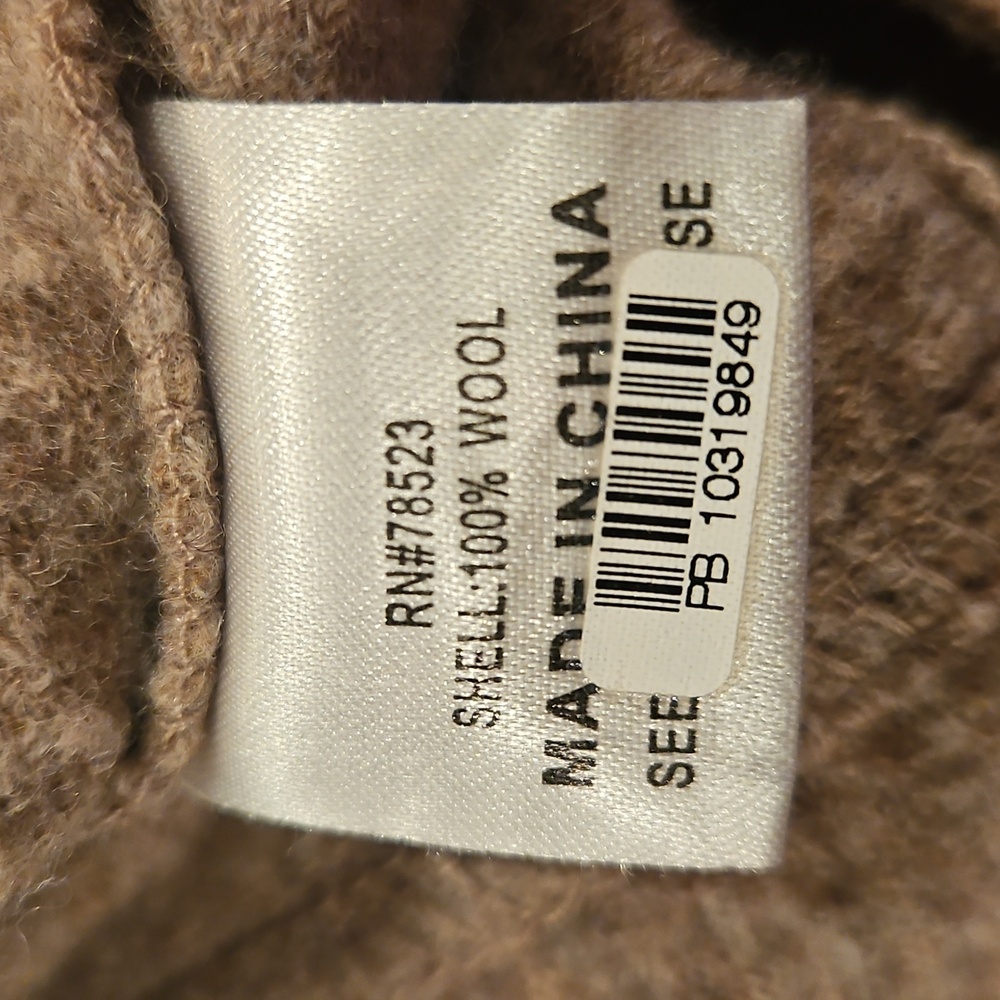 RN#78523
SHELL:100% WOOL
MADE IN CHINA
SEE SE
PB 10319849